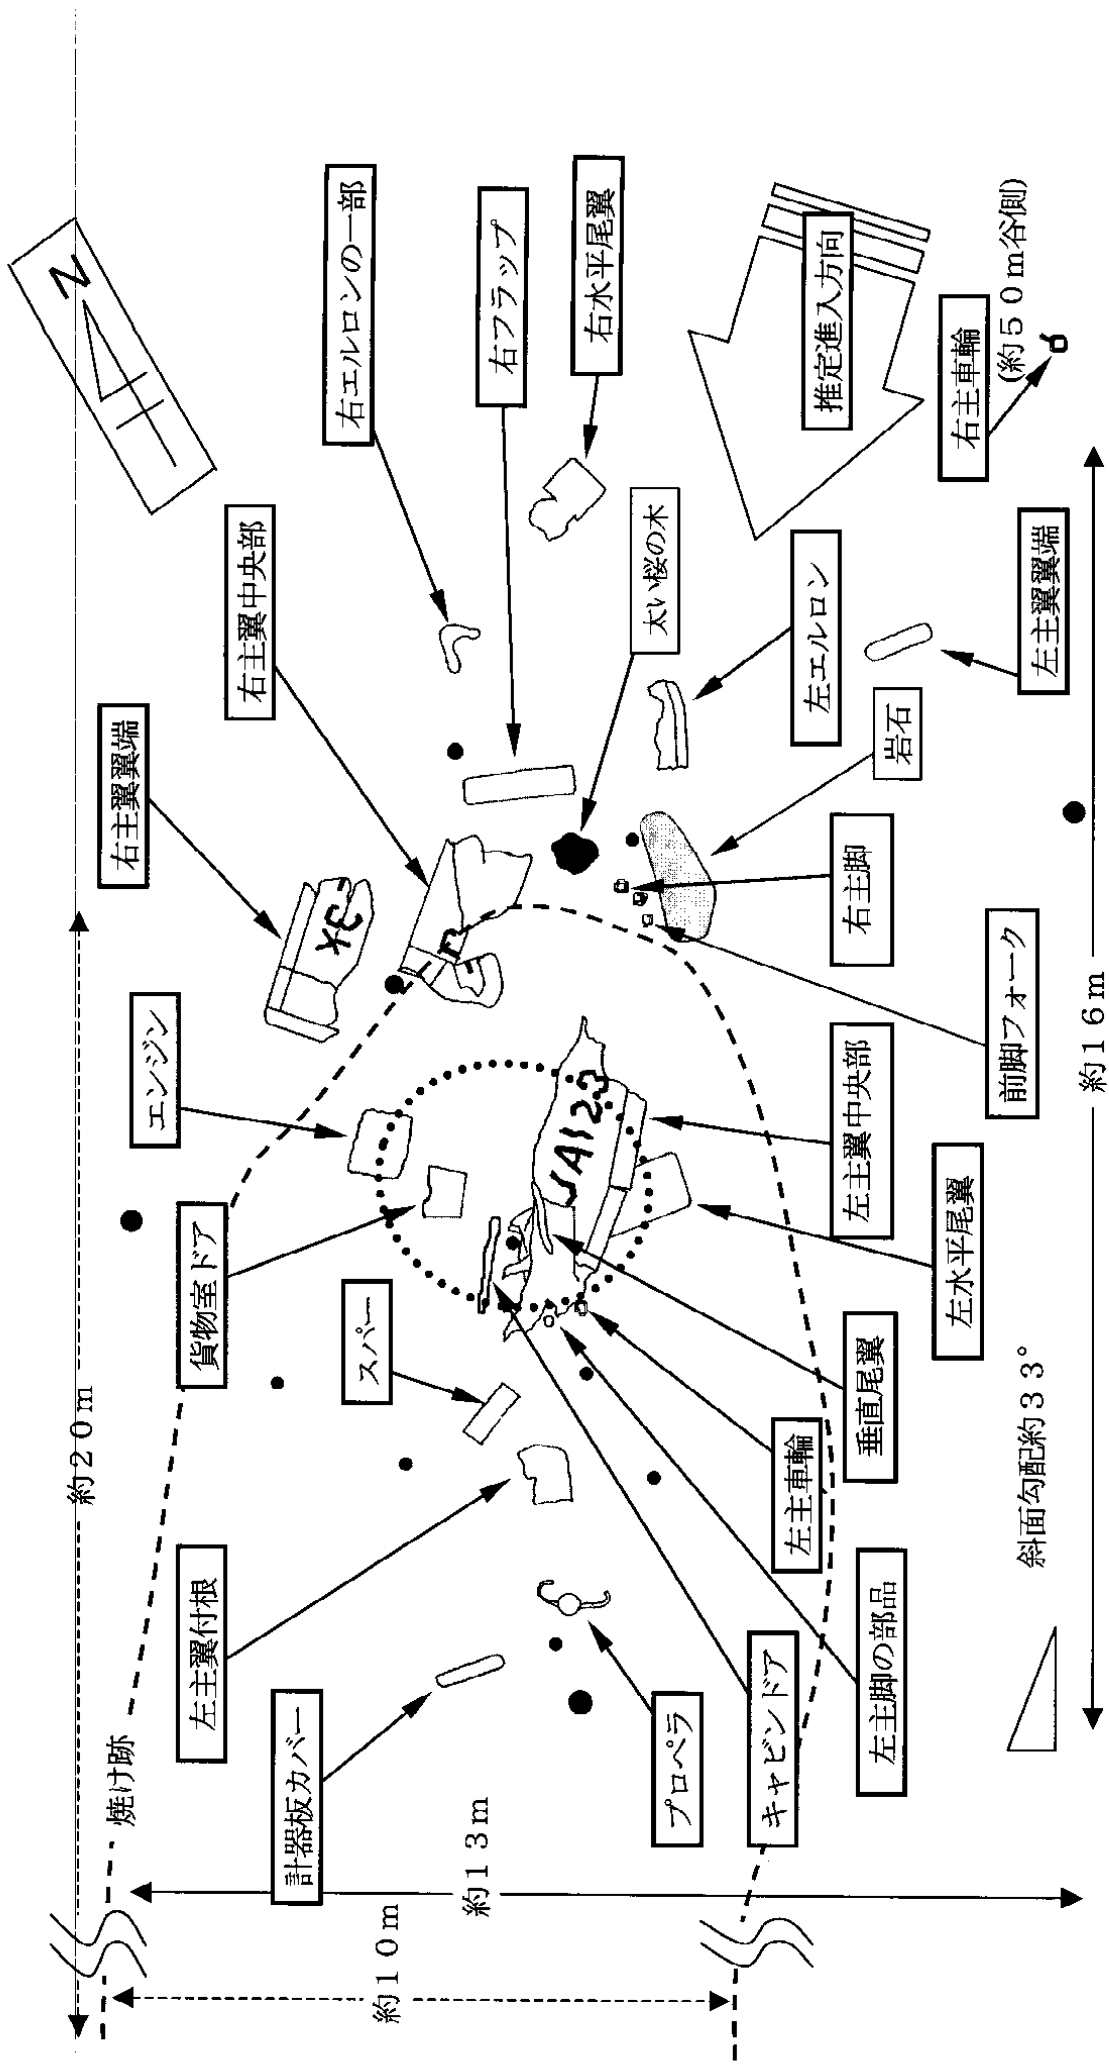 約２０ｍ
焼け跡
N
右主翼翼端
エンジン
貨物室ドア
左主翼付根
計器板カバー
右主翼中央部
右エルロンの一部
スパー
右フラップ
右水平尾翼
太い桜の木
推定進入方向
左エルロン
岩石
右主車輪
(約５０ｍ谷側)
左主翼翼端
右主脚
前脚フォーク
左主翼中央部
左水平尾翼
垂直尾翼
左主車輪
左主脚の部品
キャビンドア
プロペラ
JA123
斜面勾配約３３°
約１６ｍ
約１３ｍ
約１０ｍ